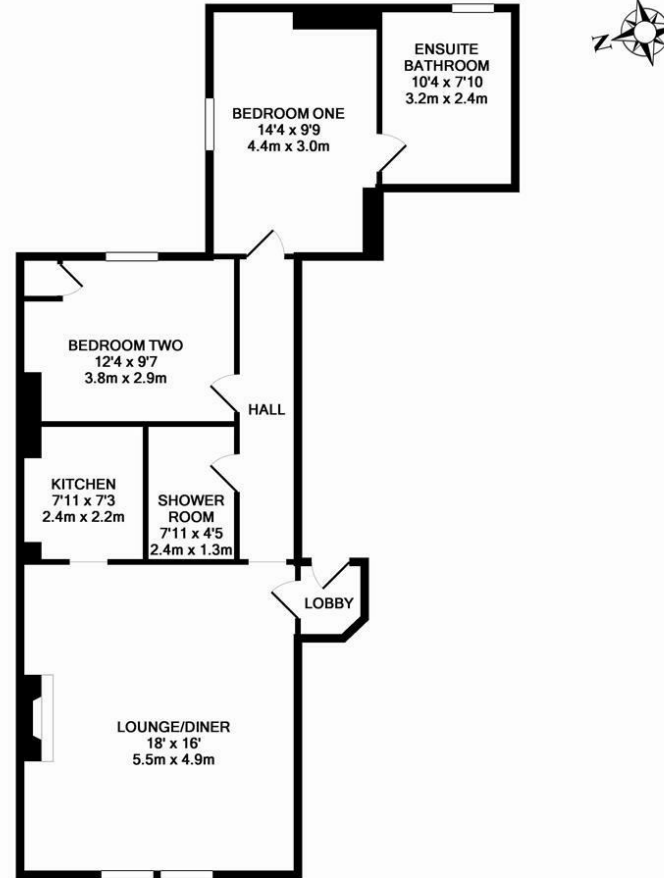 N
ENSUITE
BATHROOM
10'4 x 7'10
3.2m x 2.4m
BEDROOM ONE
14'4 x 9'9
4.4m x 3.0m
BEDROOM TWO
12'4 x 9'7
3.8m x 2.9m
HALL
KITCHEN
7'11 x 7'3
2.4m x 2.2m
SHOWER
ROOM
7'11 x 4'5
2.4m x 1.3m
LOBBY
LOUNGE/DINER
18' x 16'
5.5m x 4.9m